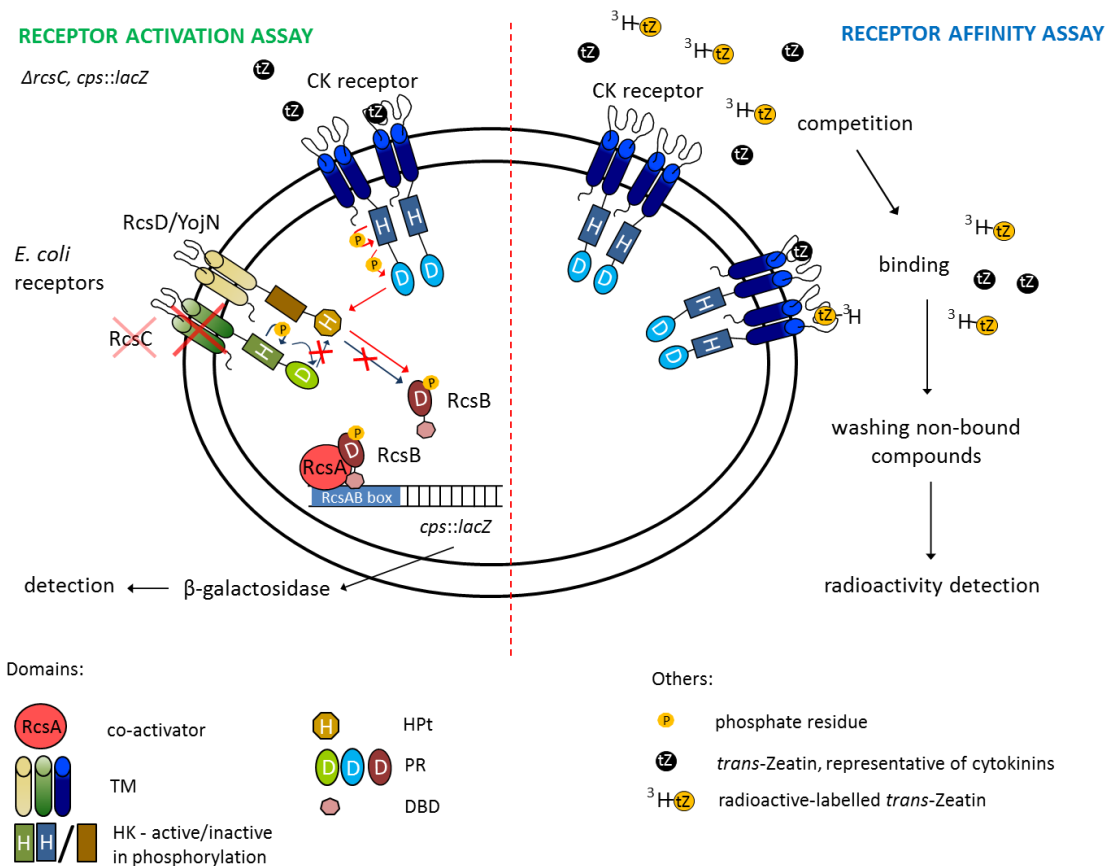 RECEPTOR ACTIVATION ASSAY
ΔrcsC, cps::lacZ
tZ
tZ
tZ
CK receptor
RcsD/YojN
E. coli
receptors
RcsC
H
H
P
P
D
D
H
P
H
D
P
D
RcsB
P
D
RcsB
RcsA
RcsAB box
cps::lacZ
β-galactosidase
detection
RECEPTOR AFFINITY ASSAY
³H-tZ
³H-tZ
tZ
tZ
³H-tZ
tZ
CK receptor
competition
H
H
D
D
³H-tZ
tZ
tZ
³H-tZ
binding
tZ
tZ-³H
H
H
D
D
washing non-bound
compounds
radioactivity detection
Domains:
RcsA
co-activator
TM
H H /
HK - active/inactive
in phosphorylation
H
HPt
D D D
PR
DBD
Others:
P
phosphate residue
tZ
trans-Zeatin, representative of cytokinins
³H-tZ
radioactive-labelled trans-Zeatin